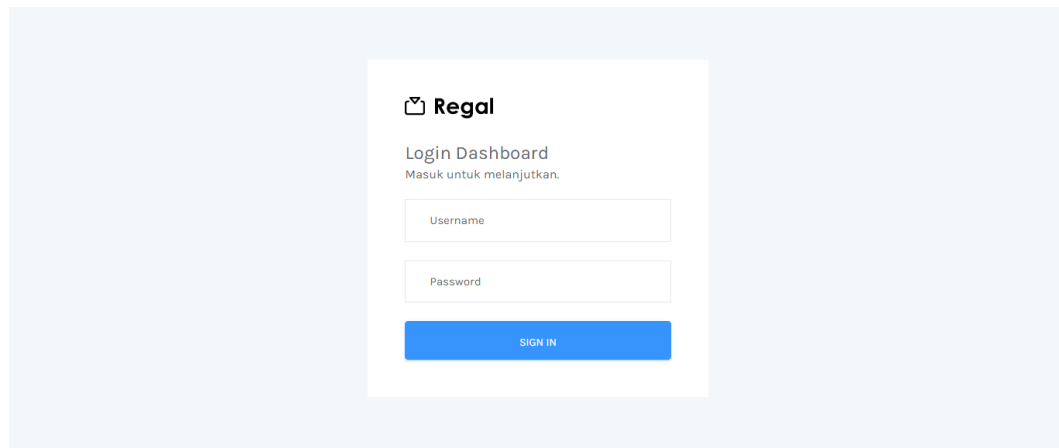 Regal
Login Dashboard
Masuk untuk melanjutkan.
Username
Password
SIGN IN